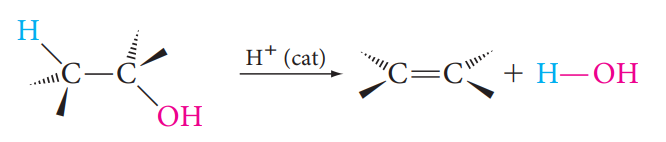 H
C—C
OH
H⁺ (cat)
C=C + H—OH